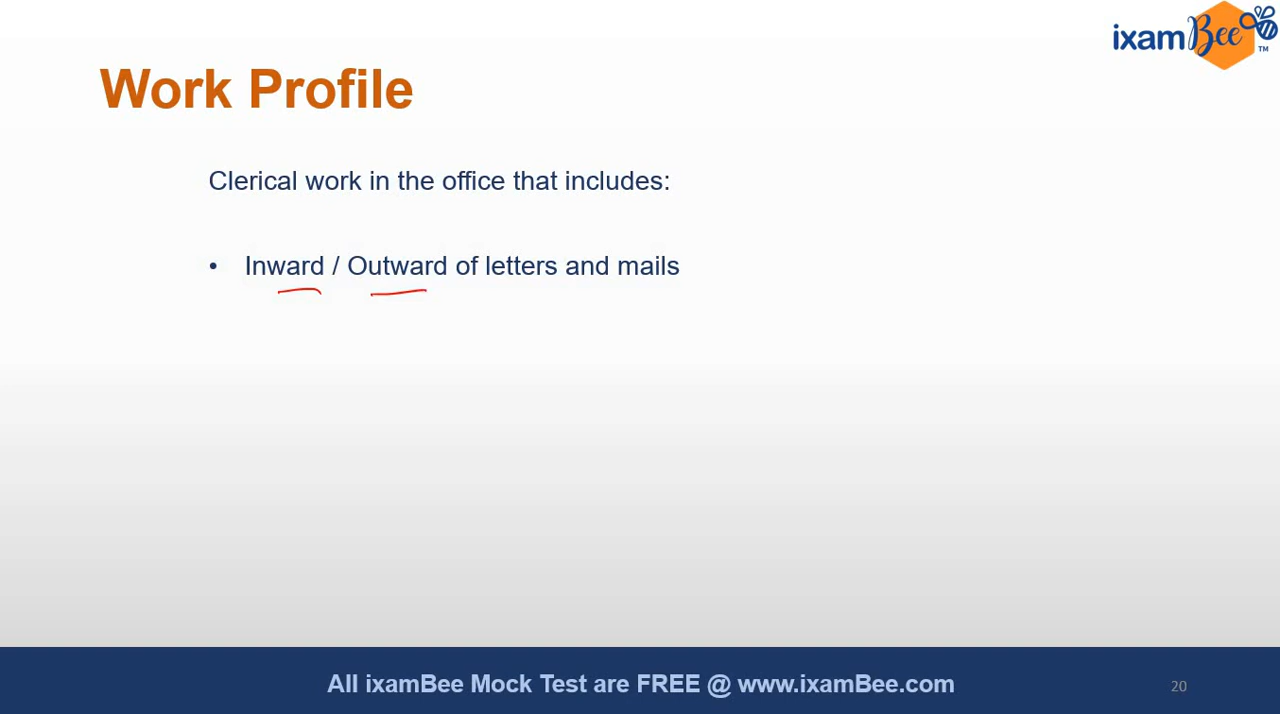 ixamBee
TM
Work Profile
Clerical work in the office that includes:
• Inward / Outward of letters and mails
All ixamBee Mock Test are FREE @ www.ixamBee.com
20